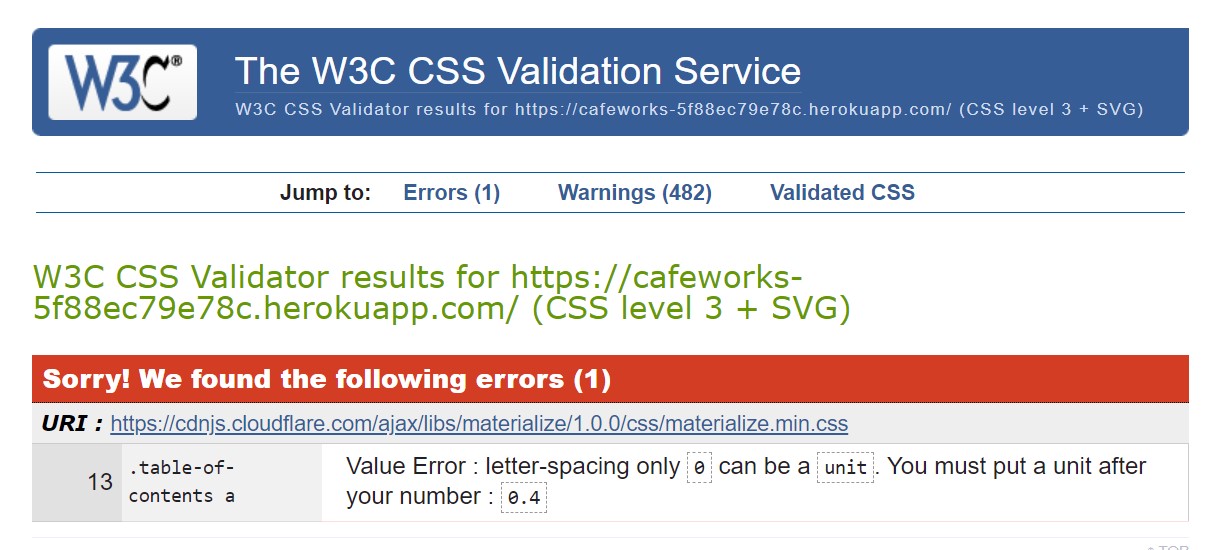 W3C®
The W3C CSS Validation Service
W3C CSS Validator results for https://cafeworks-5f88ec79e78c.herokuapp.com/ (CSS level 3 + SVG)
Jump to: Errors (1) Warnings (482) Validated CSS
W3C CSS Validator results for https://cafeworks-
5f88ec79e78c.herokuapp.com/ (CSS level 3 + SVG)
Sorry! We found the following errors (1)
URI : https://cdnjs.cloudflare.com/ajax/libs/materialize/1.0.0/css/materialize.min.css
13 .table-of- Value Error : letter-spacing only 0 can be a unit. You must put a unit after
contents a your number : 0.4